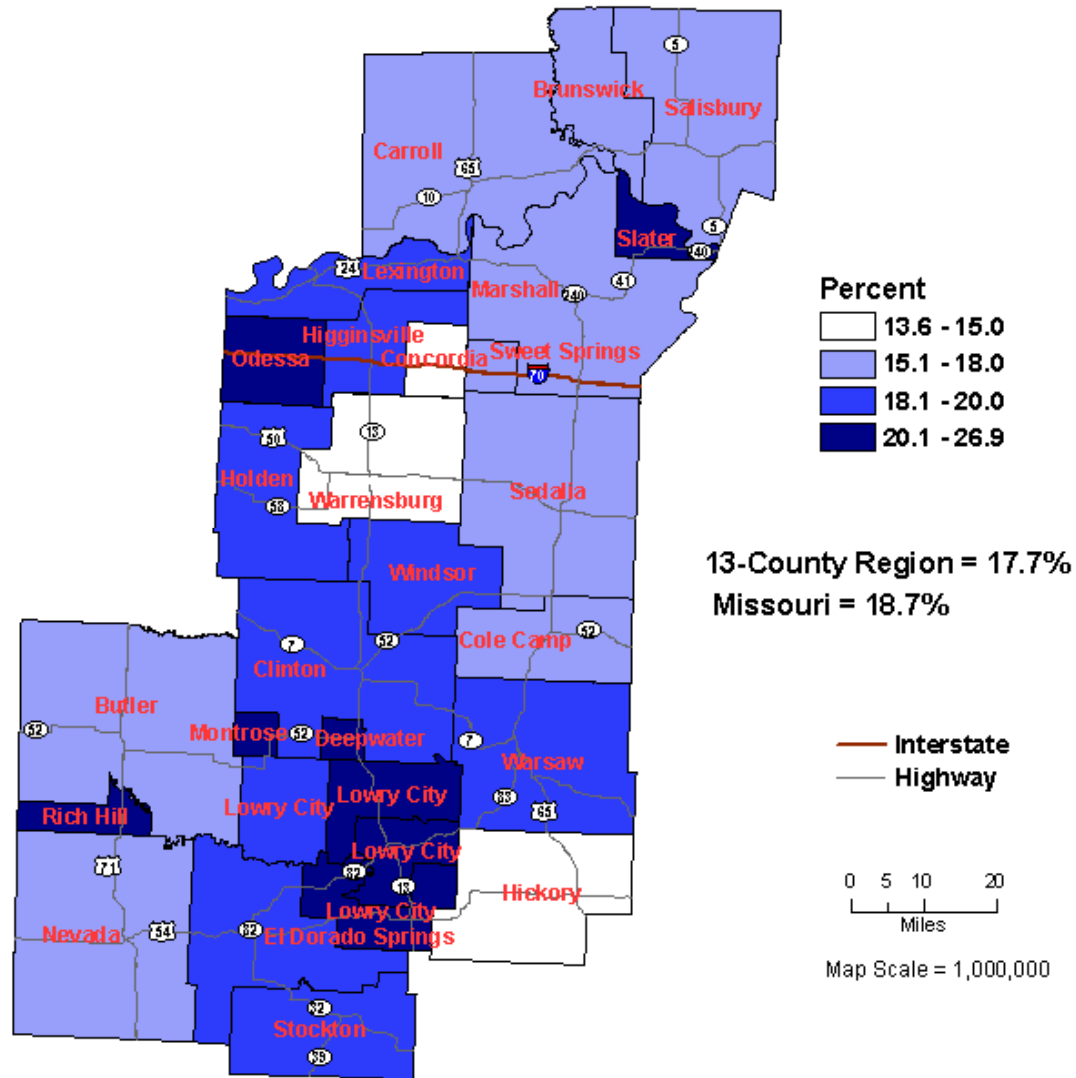 5
Brunswick
Salisbury
Carroll
65
10
5
Slater
40
24
Lexington
41
Marshall
240
Higginsville
Odessa
Concordia
Sweet Springs
70
13
50
Holden
58
Warrensburg
Sedalla
Windsor
7
52
Cole Camp
52
Clinton
Butler
52
Montrose
52
Deepwater
7
Warsaw
Lowry City
Lowry City
83
65
Rich Hill
Lowry City
71
82
13
Hickory
Lowry City
Nevada
54
82
El Dorado Springs
32
Stockton
39
Percent
13.6 - 15.0
15.1 - 18.0
18.1 - 20.0
20.1 - 26.9
13-County Region = 17.7%
Missouri = 18.7%
Interstate
Highway
0 5 10 20
Miles
Map Scale = 1,000,000